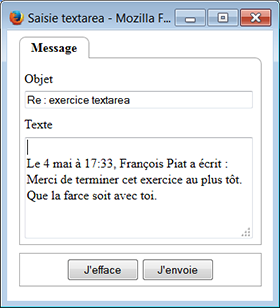 Saisie textarea - Mozilla F...
Message
Objet
Re : exercice textarea
Texte
Le 4 mai à 17:33, François Piat a écrit :
Merci de terminer cet exercice au plus tôt.
Que la farce soit avec toi.
J'efface J'envoie